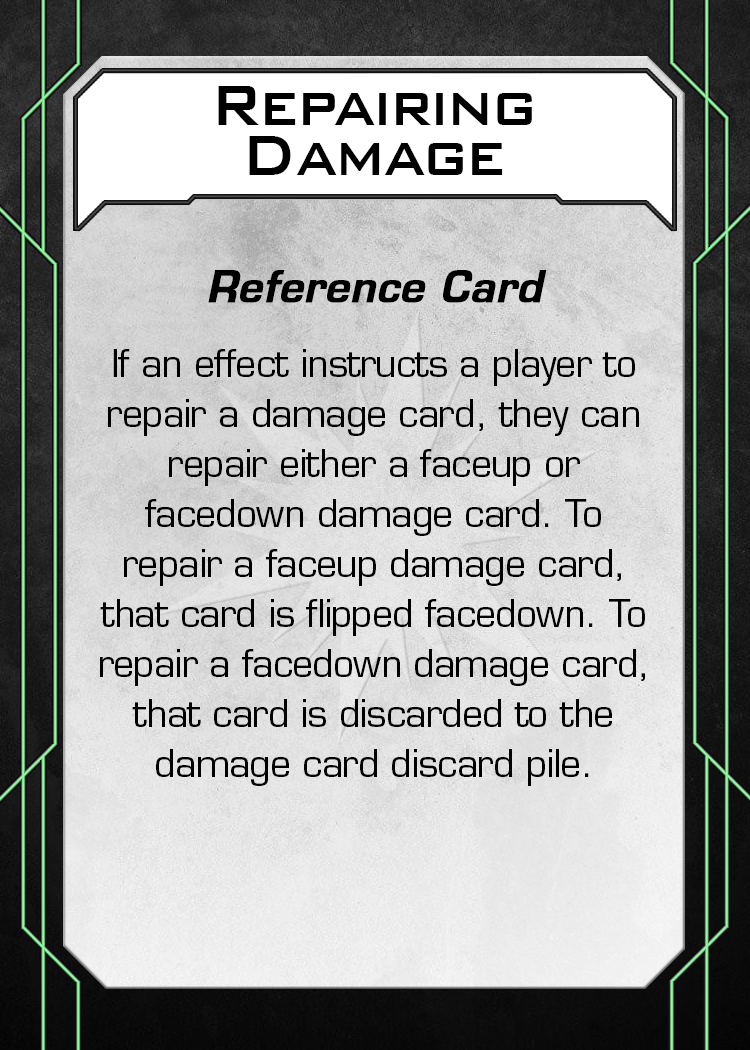 REPAIRING
DAMAGE
Reference Card
If an effect instructs a player to
repair a damage card, they can
repair either a faceup or
facedown damage card. To
repair a faceup damage card,
that card is flipped facedown. To
repair a facedown damage card,
that card is discarded to the
damage card discard pile.